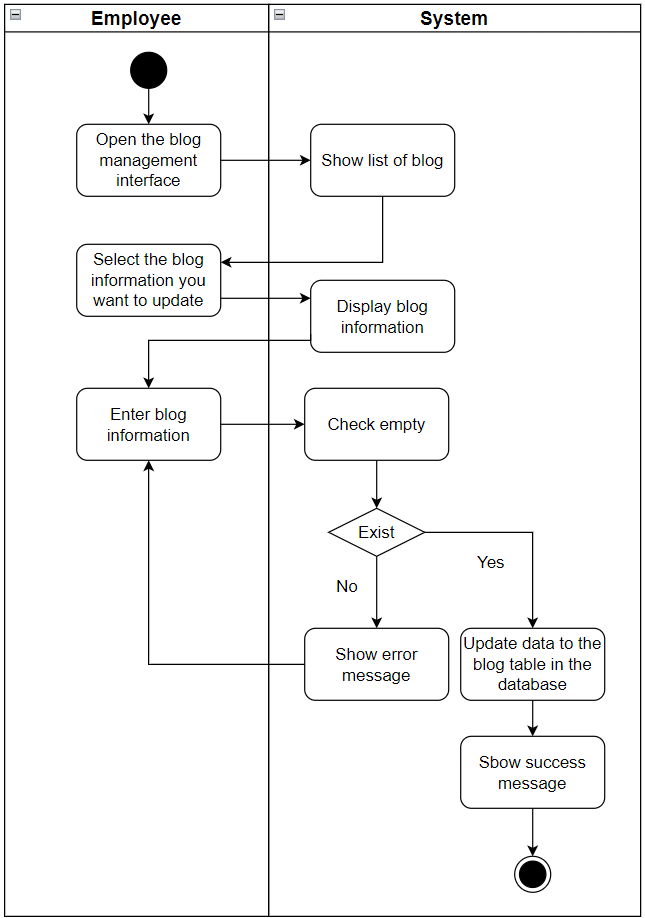 Employee
System
Open the blog
management
interface
Show list of blog
Select the blog
information you
want to update
Display blog
information
Enter blog
information
Check empty
Exist
Yes
No
Show error
message
Update data to the
blog table in the
database
Sbow success
message